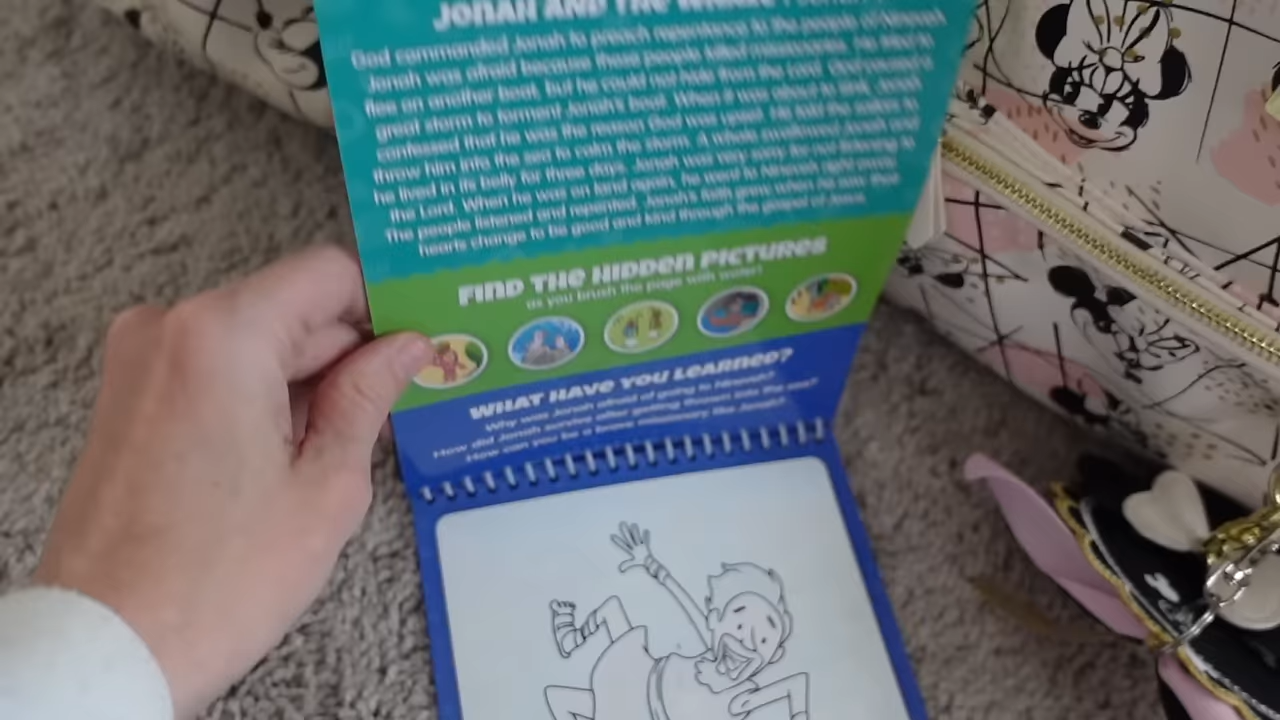 JONAH AND THE WHALE
God commanded Jonah to preach repentance to the people of Nineveh.
Jonah was afraid because these people killed missionaries. He tried to
flee on another boat, but he could not hide from the Lord.
great storm to torment Jonah's boat. When it was about to sink, Jonah
confessed that he was the reason God was upset. He told the sailors to
throw him into the sea to calm the storm. A whale swallowed Jonah and
he lived in its belly for three days. Jonah was very sorry for not listening to
the Lord. When he was on land again, he went to Nineveh right away.
The people listened and repented. Jonah's faith grew when he saw their
hearts change to be good and kind through the gospel of Jesus.
FIND THE HIDDEN PICTURES
as you brush the page with water!
WHAT HAVE YOU LEARNED?
Why was Jonah afraid of going to Nineveh?
How did Jonah survive after getting thrown into the sea?
How can you be a brave missionary like Jonah?